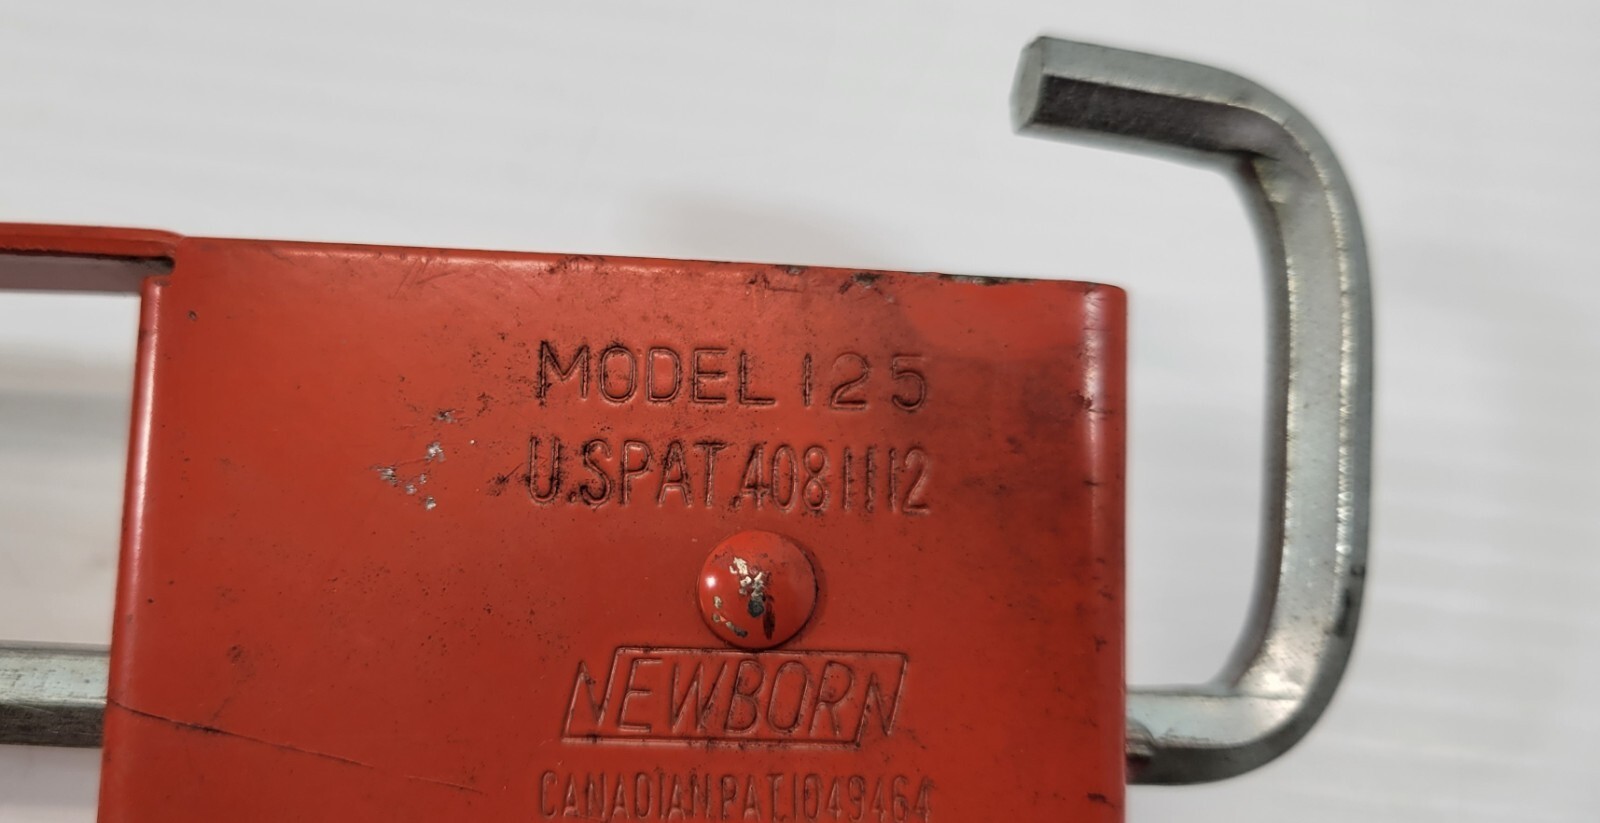 MODEL 125
U.S PAT. 4081112
NEWBORN
CANADIAN PAT. 1049464